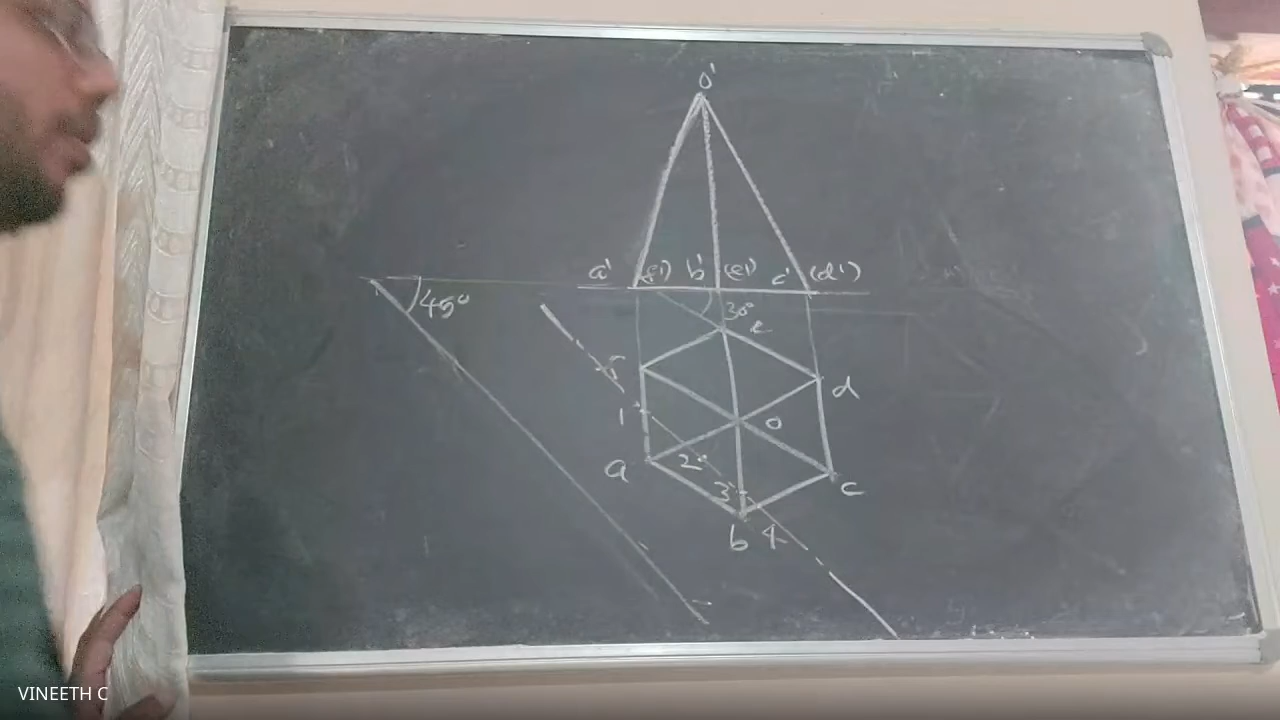 o'
a' (f') b' (e') c' (d')
45°
30°
e
f
d
1
o
a
2
3
c
b
4
VINEETH C